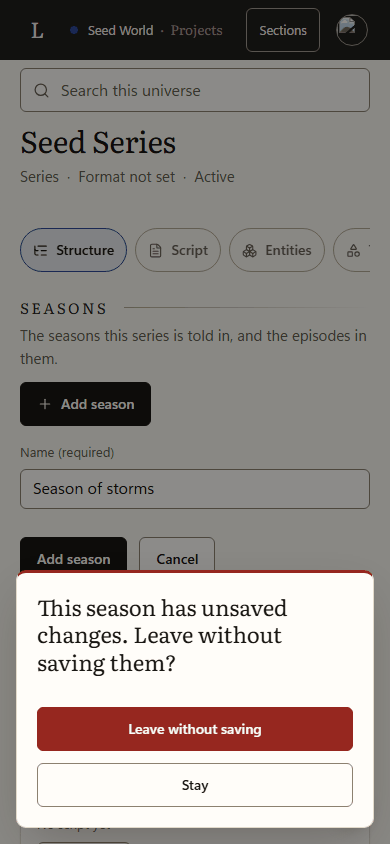 L
Seed World · Projects
Sections
Search this universe
Seed Series
Series · Format not set · Active
Structure
Script
Entities
SEASONS
The seasons this series is told in, and the episodes in
them.
Add season
Name (required)
Season of storms
Add season
Cancel
This season has unsaved
changes. Leave without
saving them?
Leave without saving
Stay